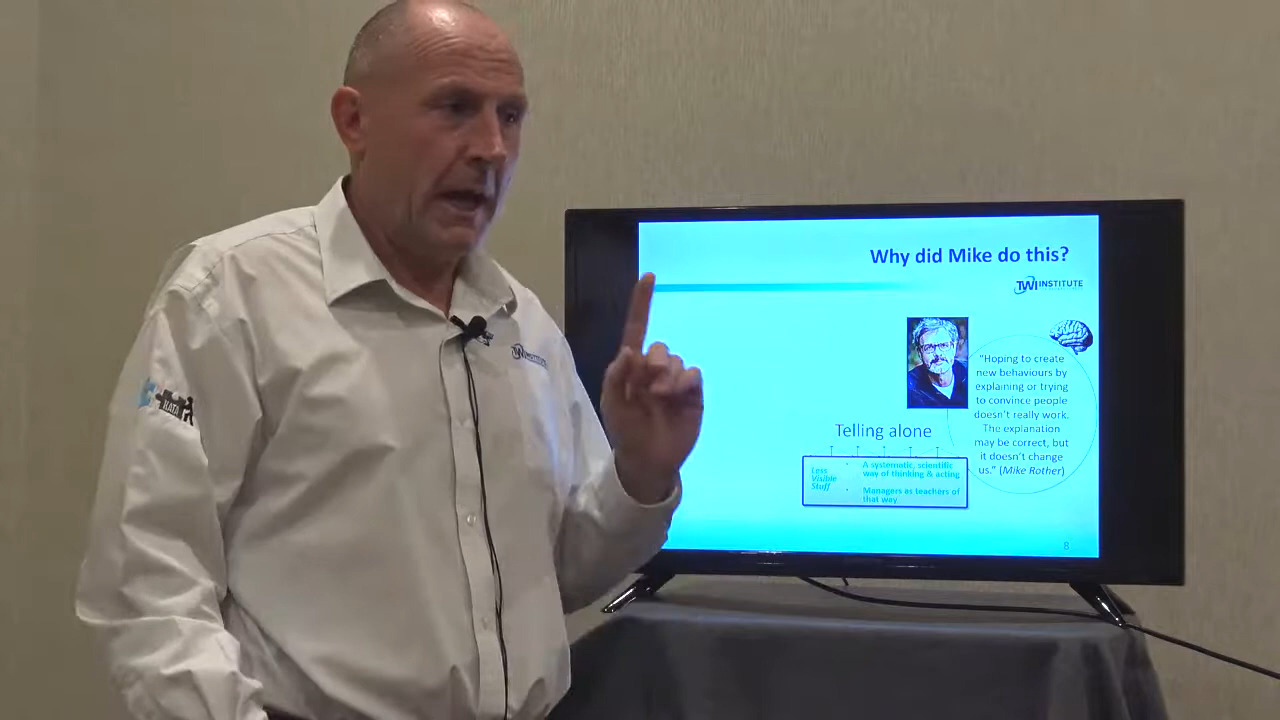 Why did Mike do this?
TWI INSTITUTE
"Hoping to create
new behaviours by
explaining or trying
to convince people
doesn't really work.
The explanation
may be correct, but
it doesn't change
us." (Mike Rother)
Telling alone
Less
Visible
Stuff
• A systematic, scientific
way of thinking & acting
• Managers as teachers of
that way
8
KATA